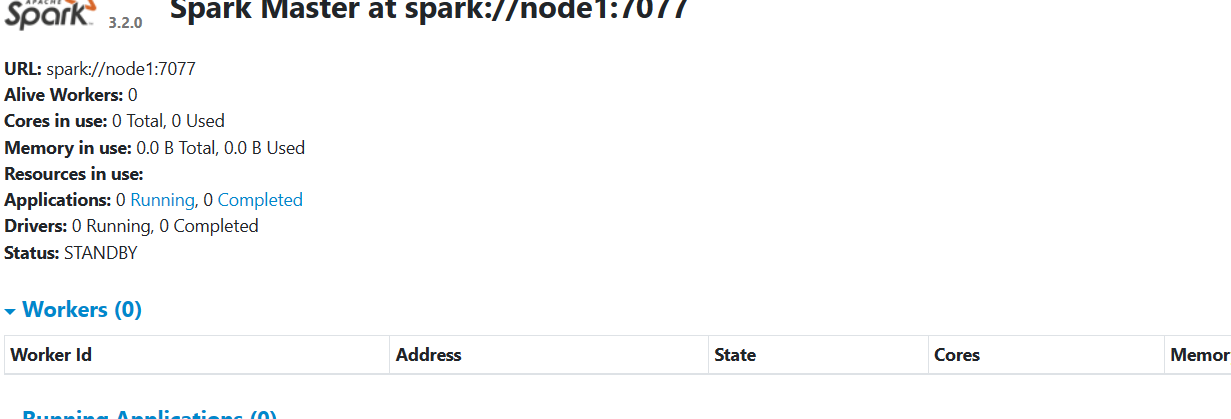 APACHE
Spark 3.2.0 Spark Master at spark://node1:7077
URL: spark://node1:7077
Alive Workers: 0
Cores in use: 0 Total, 0 Used
Memory in use: 0.0 B Total, 0.0 B Used
Resources in use:
Applications: 0 Running, 0 Completed
Drivers: 0 Running, 0 Completed
Status: STANDBY
Workers (0)
Worker Id Address State Cores Memor
Running Applications (0)